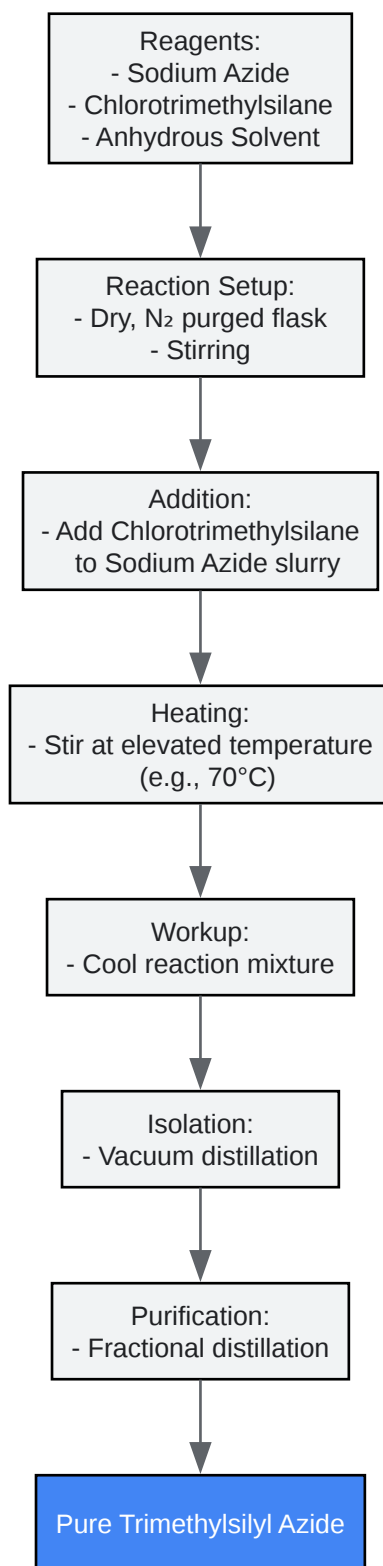 Reagents:
- Sodium Azide
- Chlorotrimethylsilane
- Anhydrous Solvent
Reaction Setup:
- Dry, N₂ purged flask
- Stirring
Addition:
- Add Chlorotrimethylsilane
to Sodium Azide slurry
Heating:
- Stir at elevated temperature
(e.g., 70°C)
Workup:
- Cool reaction mixture
Isolation:
- Vacuum distillation
Purification:
- Fractional distillation
Pure Trimethylsilyl Azide